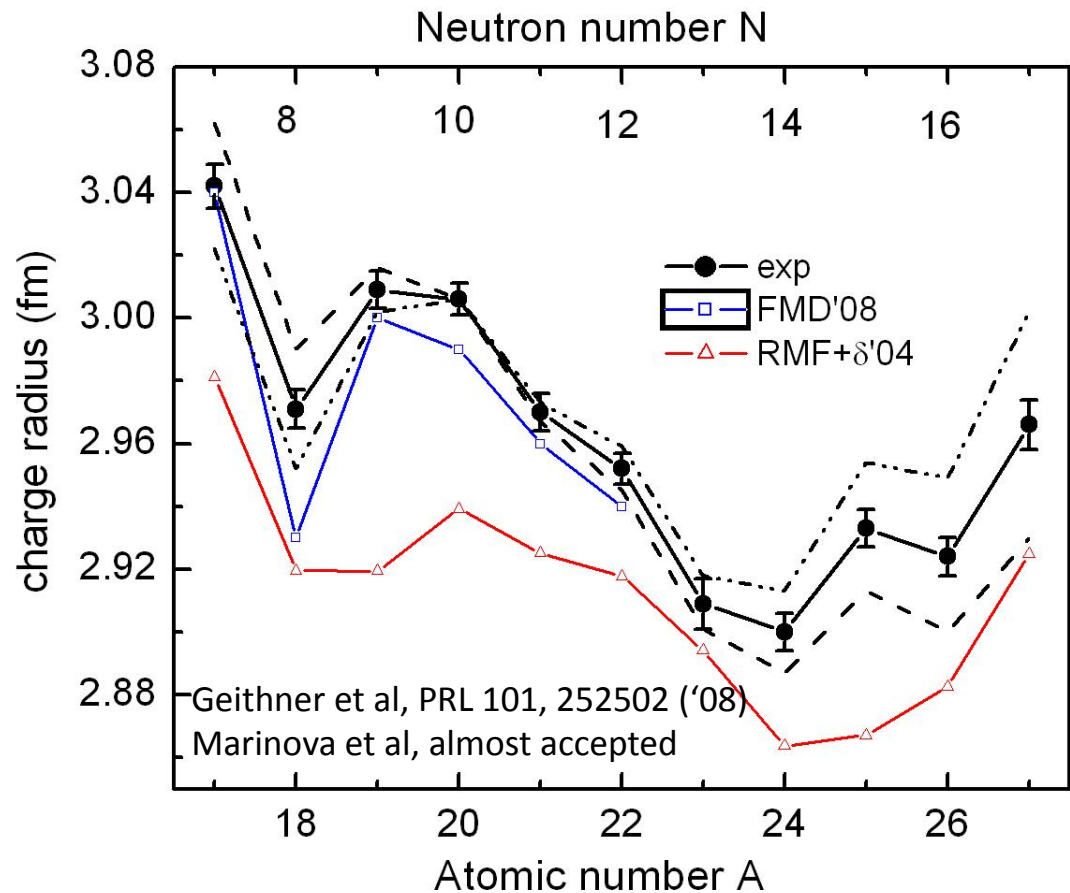 Neutron number N
3.08
3.04
3.00
2.96
2.92
2.88
8 10 12 14 16
charge radius (fm)
exp
FMD'08
RMF+δ'04
Geithner et al, PRL 101, 252502 (‘08)
Marinova et al, almost accepted
18 20 22 24 26
Atomic number A